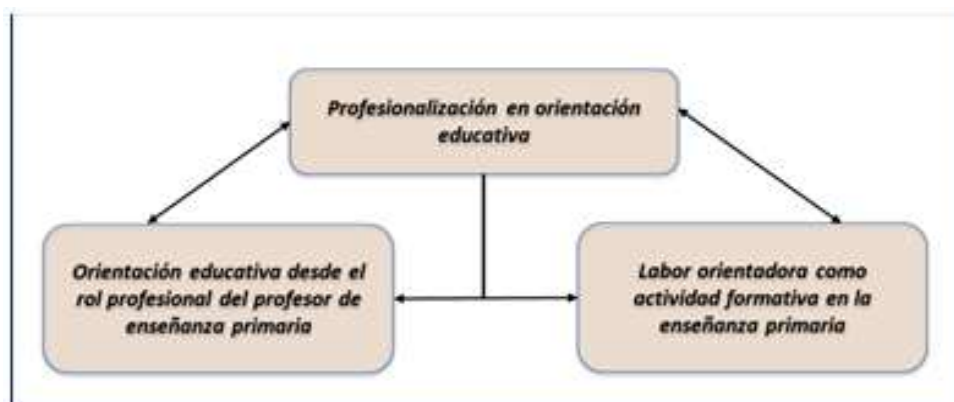 Profesionalización en orientación
educativa
Orientación educativa desde el
rol profesional del profesor de
enseñanza primaria
Labor orientadora como
actividad formativa en la
enseñanza primaria